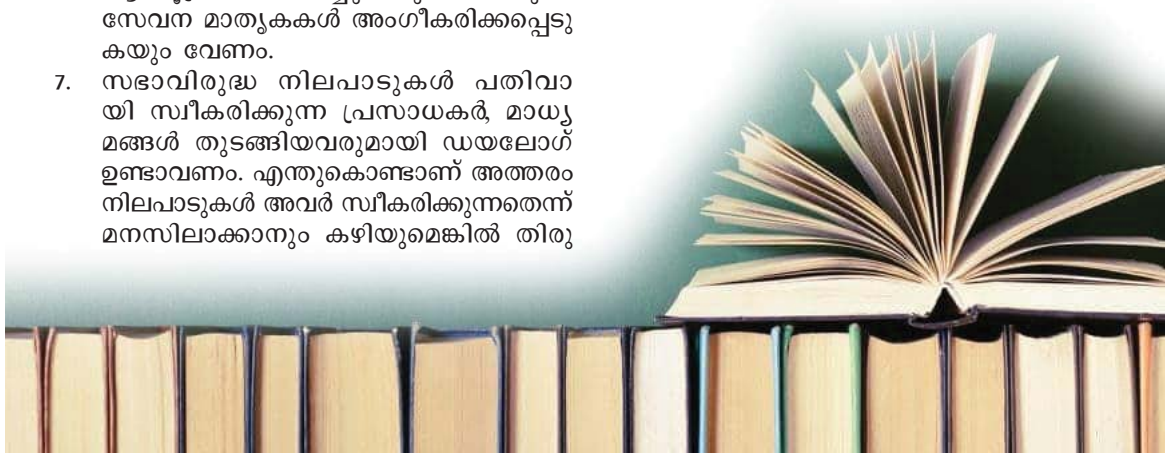 സേവന മാതൃകകൾ അംഗീകരിക്കപ്പെടു
കയും വേണം.
7. സഭാവിരുദ്ധ നിലപാടുകൾ പതിവാ
യി സ്വീകരിക്കുന്ന പ്രസാധകർ, മാധ്യ
മങ്ങൾ തുടങ്ങിയവരുമായി ഡയലോഗ്
ഉണ്ടാവണം. എന്തുകൊണ്ടാണ് അത്തരം
നിലപാടുകൾ അവർ സ്വീകരിക്കുന്നതെന്ന്
മനസിലാക്കാനും കഴിയുമെങ്കിൽ തിരു